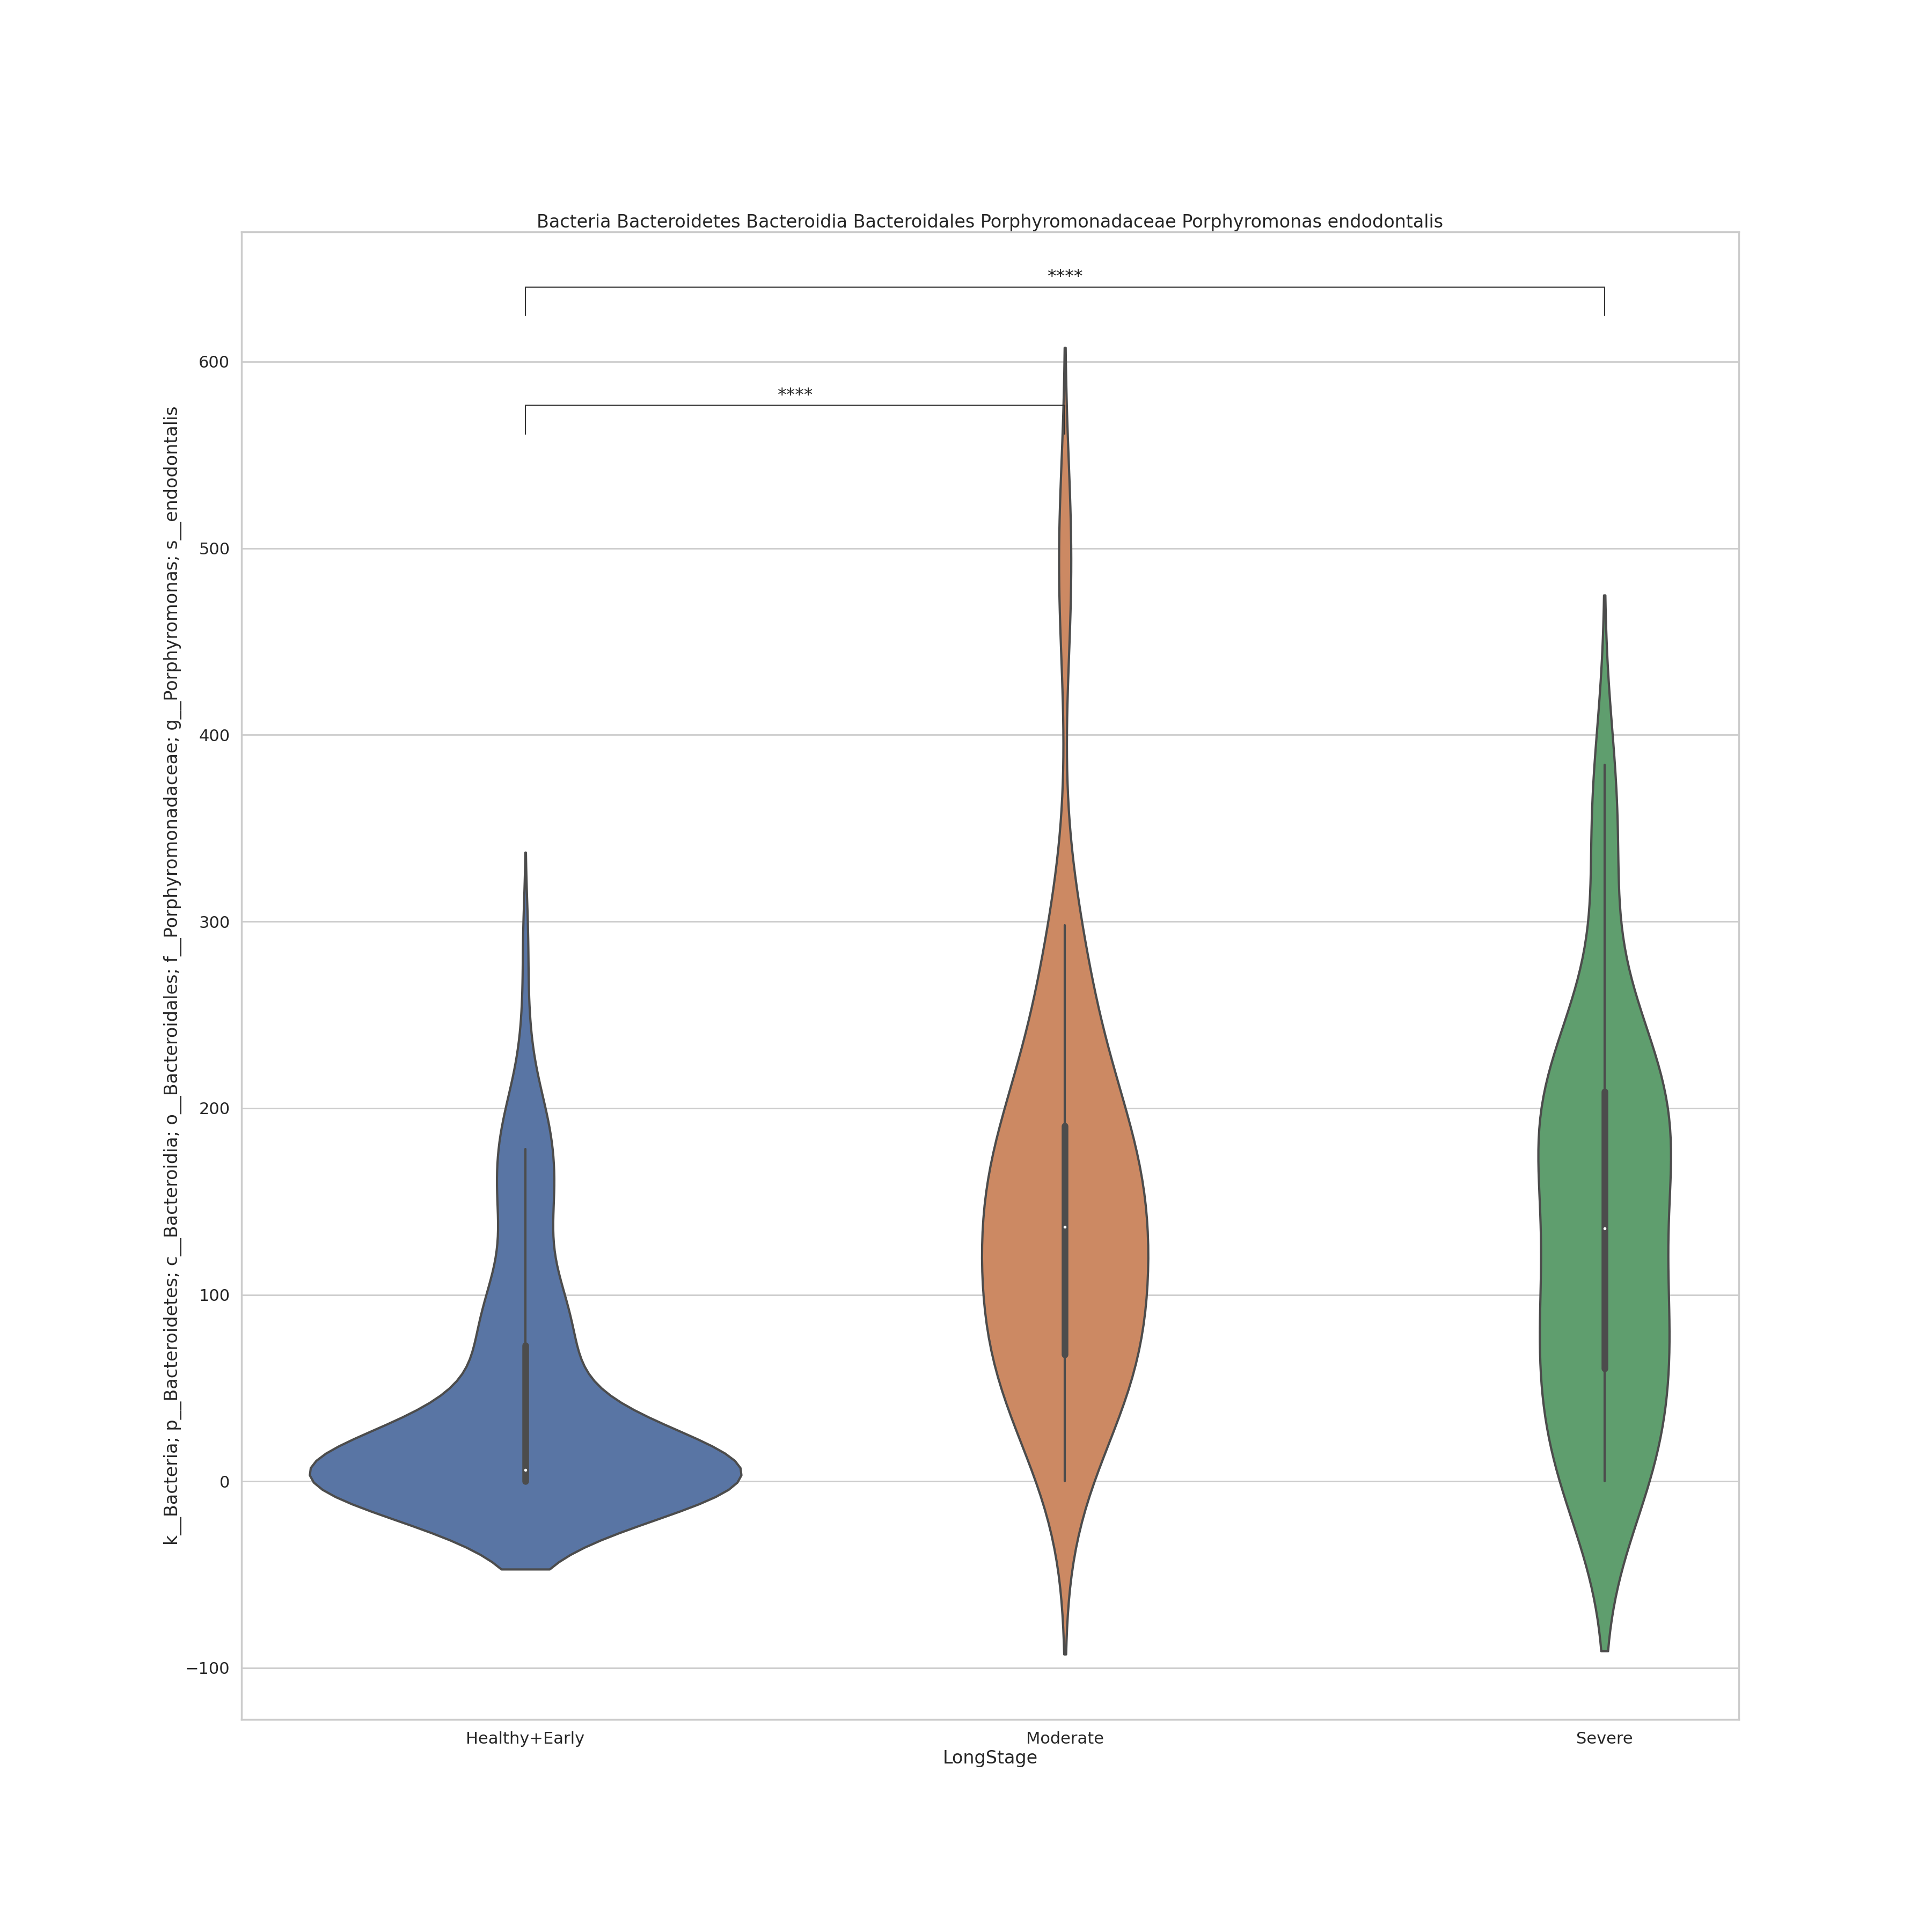 Bacteria Bacteroidetes Bacteroidia Bacteroidales Porphyromonadaceae Porphyromonas endodontalis
****
****
600
500
400
300
200
100
0
−100
k__Bacteria; p__Bacteroidetes; c__Bacteroidia; o__Bacteroidales; f__Porphyromonadaceae; g__Porphyromonas; s__endodontalis
Healthy+Early
Moderate
Severe
LongStage